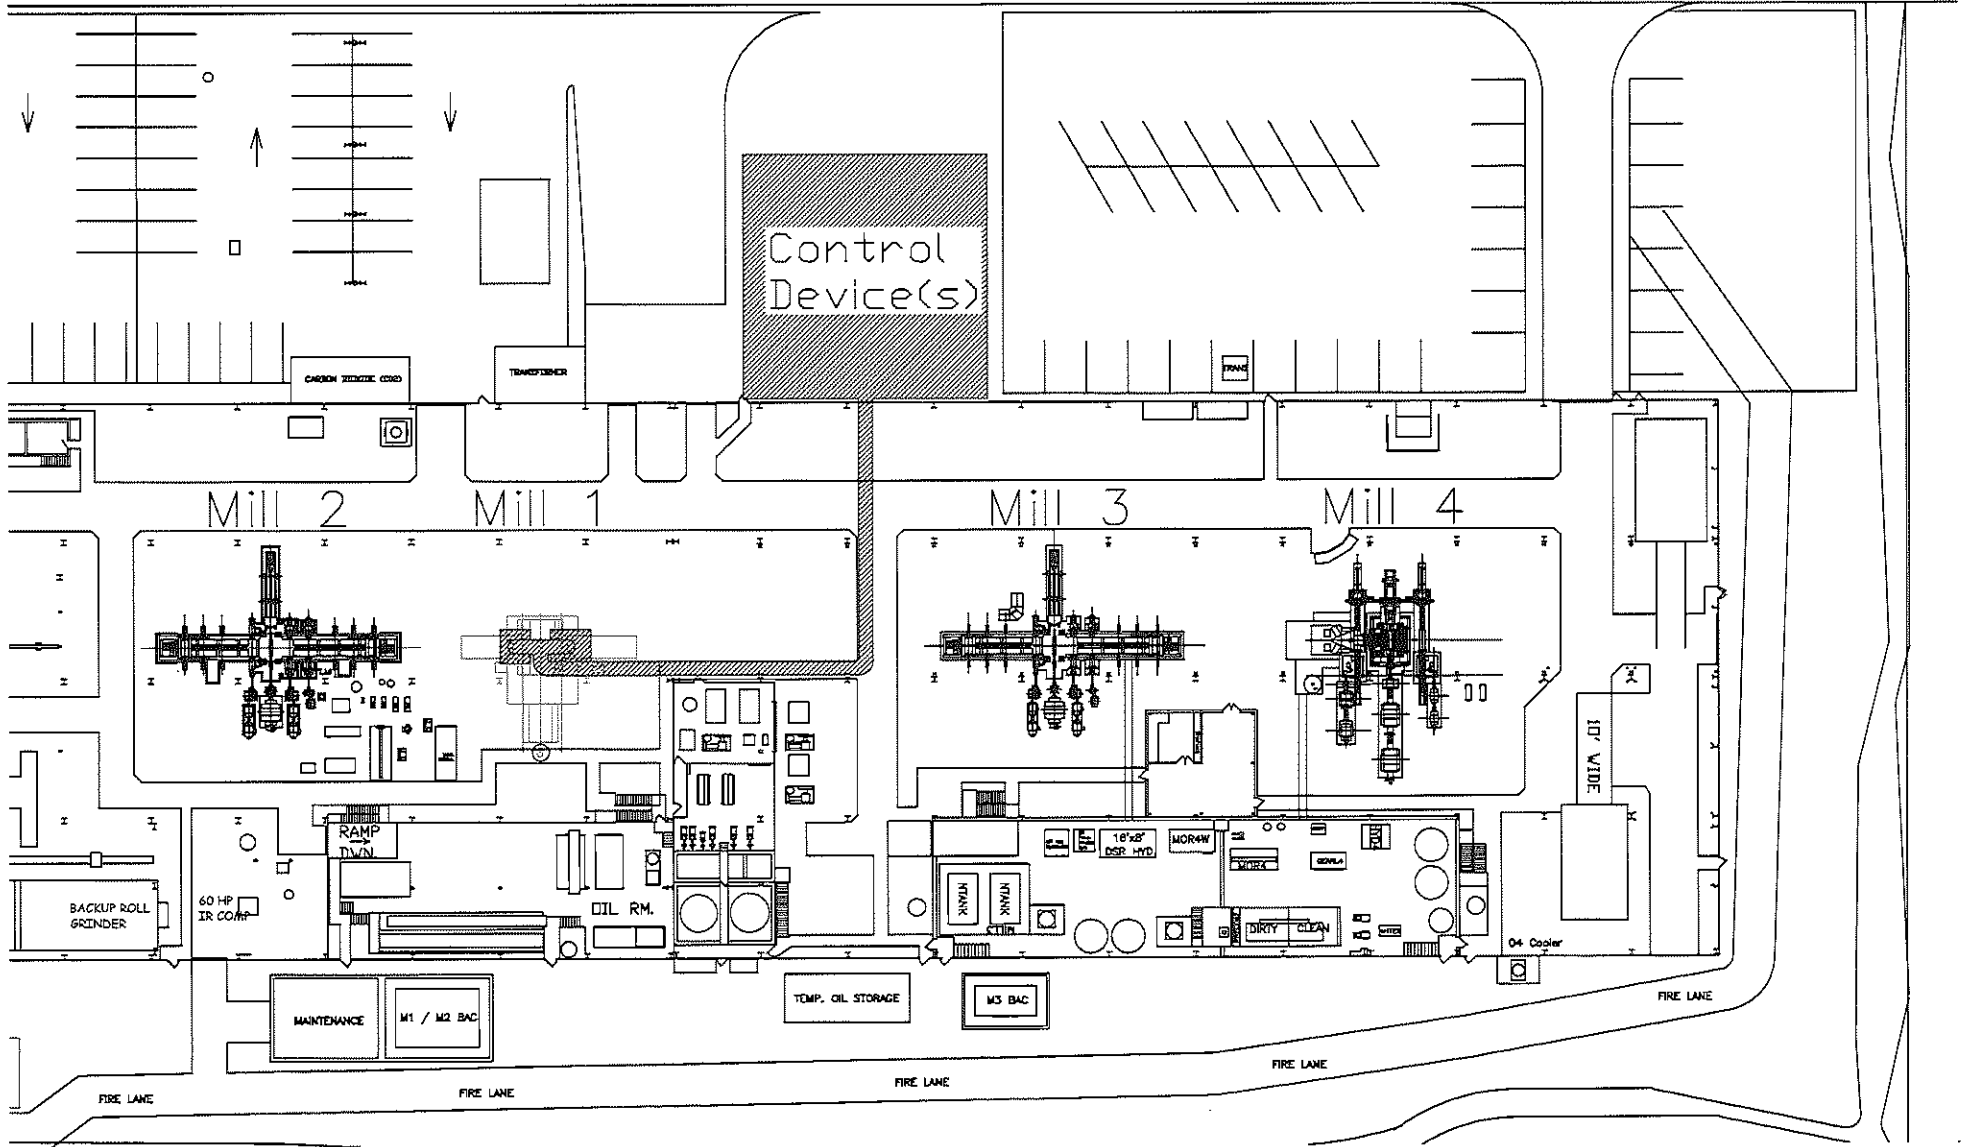 Control
Device(s)
CARBON DIOXIDE (CO2)
TRANSFORMER
TRANS
Mill 2
Mill 1
Mill 3
Mill 4
10' WIDE
RAMP
DWN.
60 HP
IR COMP
BACKUP ROLL
GRINDER
OIL RM.
16'x8'
DSR HYD
MOR4W
MOR4
NTANK
NTANK
DIRTY
CLEAN
04 Cooler
MAINTENANCE
M1 / M2 BAC
TEMP. OIL STORAGE
M3 BAC
FIRE LANE
FIRE LANE
FIRE LANE
FIRE LANE
FIRE LANE